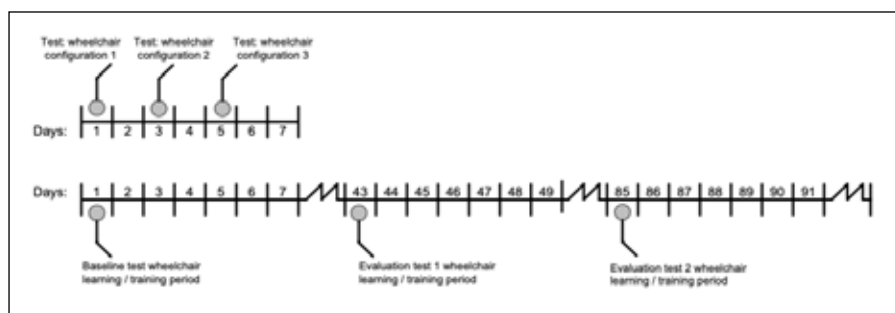 Test: wheelchair Test: wheelchair Test: wheelchair
configuration 1 configuration 2 configuration 3
Days: 1 2 3 4 5 6 7
Days: 1 2 3 4 5 6 7 43 44 45 46 47 48 49 85 86 87 88 89 90 91
Baseline test wheelchair Evaluation test 1 wheelchair Evaluation test 2 wheelchair
learning / training period learning / training period learning / training period